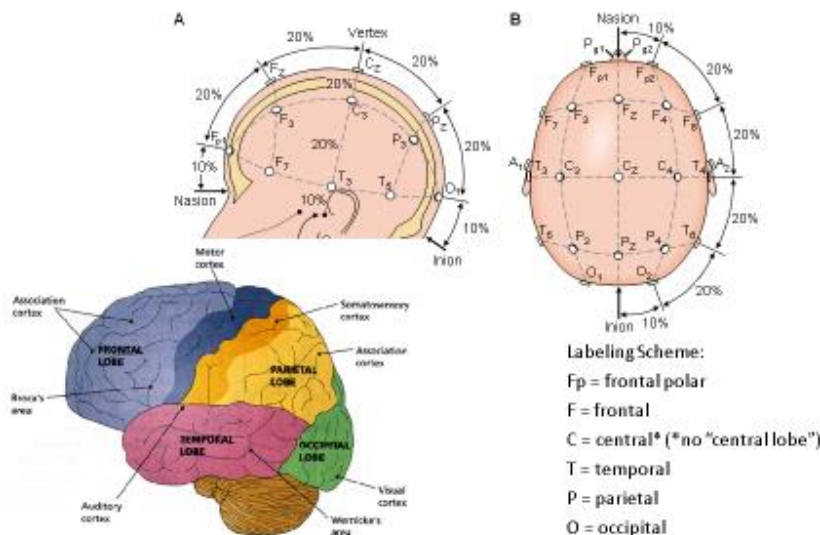 A
20%
Vertex
20%
Fz
Cz
20%
20%
F3
C3
Pz
20%
Fp1
20%
P3
10%
F7
T3
T5
O1
Nasion
10%
10%
Inion
B
Nasion
10%
Pg1
Pg2
20%
Fp1
Fp2
F7
F3
Fz
F4
F8
20%
A1
T3
C3
Cz
C4
T4
A2
20%
T5
P3
Pz
P4
T6
O1
O2
20%
Inion
10%
Motor
cortex
Association
cortex
Somatosensory
cortex
FRONTAL
LOBE
Association
cortex
PARIETAL
LOBE
Broca's
area
TEMPORAL
LOBE
OCCIPITAL
LOBE
Visual
cortex
Auditory
cortex
Wernicke's
area
Labeling Scheme:
Fp = frontal polar
F = frontal
C = central* (*no "central lobe")
T = temporal
P = parietal
O = occipital